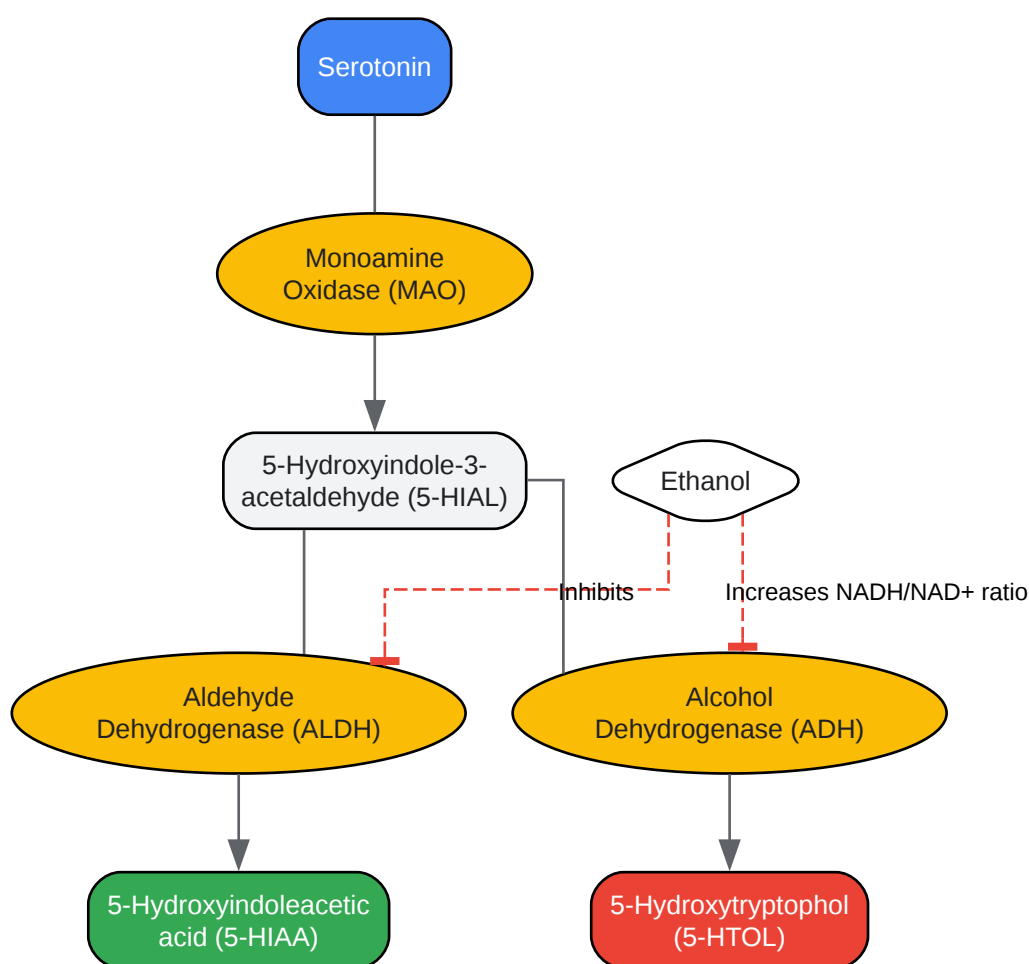 Serotonin
Monoamine
Oxidase (MAO)
5-Hydroxyindole-3-
acetaldehyde (5-HIAL)
Ethanol
Inhibits
Increases NADH/NAD+ ratio
Aldehyde
Dehydrogenase (ALDH)
Alcohol
Dehydrogenase (ADH)
5-Hydroxyindoleacetic
acid (5-HIAA)
5-Hydroxytryptophol
(5-HTOL)